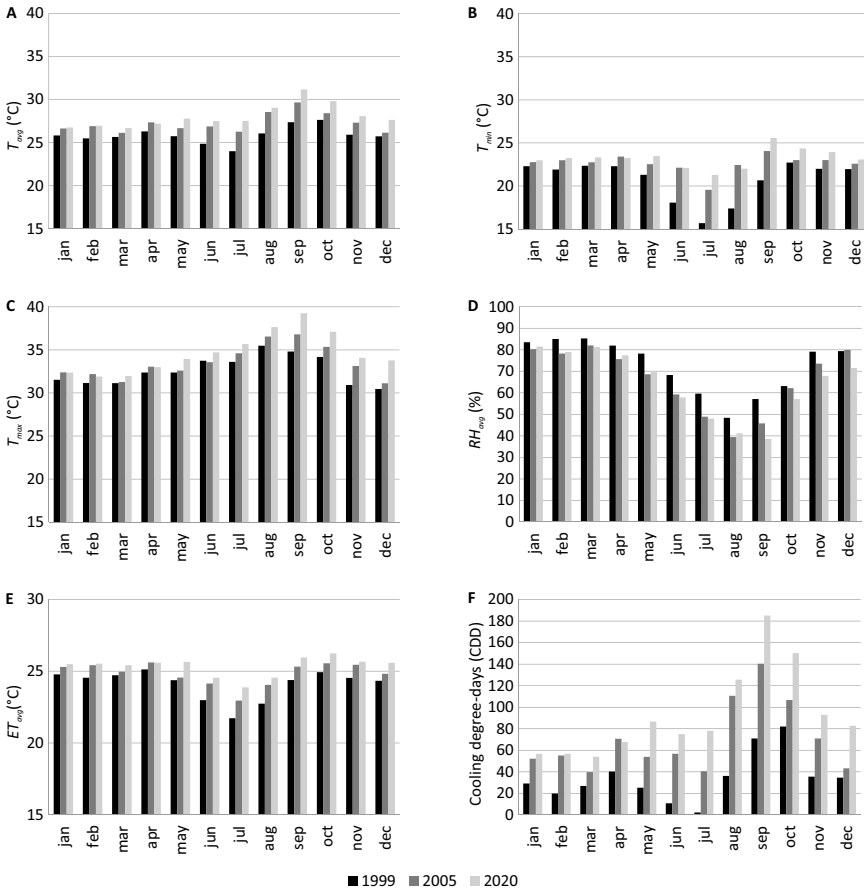 A
40
35
30
25
20
15
Tavg (°C)
jan feb mar apr may jun jul aug sep oct nov dec
B
40
35
30
25
20
15
Tmin (°C)
jan feb mar apr may jun jul aug sep oct nov dec
C
40
35
30
25
20
15
Tmax (°C)
jan feb mar apr may jun jul aug sep oct nov dec
D
100
90
80
70
60
50
40
30
20
10
0
RHavg (%)
jan feb mar apr may jun jul aug sep oct nov dec
E
30
25
20
15
ETavg(°C)
jan feb mar apr may jun jul aug sep oct nov dec
F
200
180
160
140
120
100
80
60
40
20
0
Cooling degree-days (CDD)
jan feb mar apr may jun jul aug sep oct nov dec
1999 2005 2020